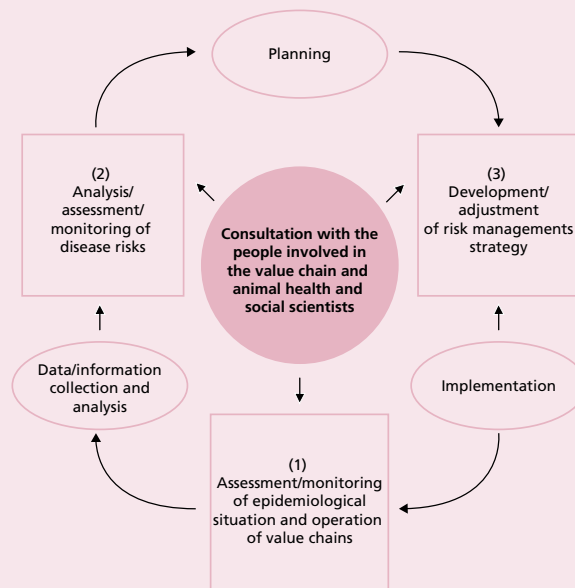 Planning
(2)
Analysis/
assessment/
monitoring of
disease risks
(3)
Development/
adjustment
of risk managements
strategy
Consultation with the
people involved in
the value chain and
animal health and
social scientists
Data/information
collection and
analysis
Implementation
(1)
Assessment/monitoring
of epidemiological
situation and operation
of value chains